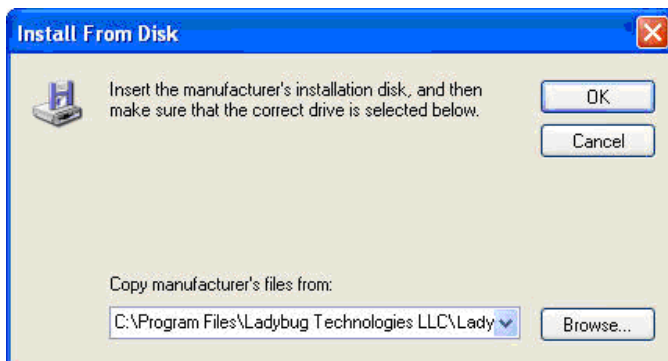 Install From Disk
Insert the manufacturer's installation disk, and then
make sure that the correct drive is selected below.
OK
Cancel
Copy manufacturer's files from:
C:\Program Files\Ladybug Technologies LLC\Lady
Browse...